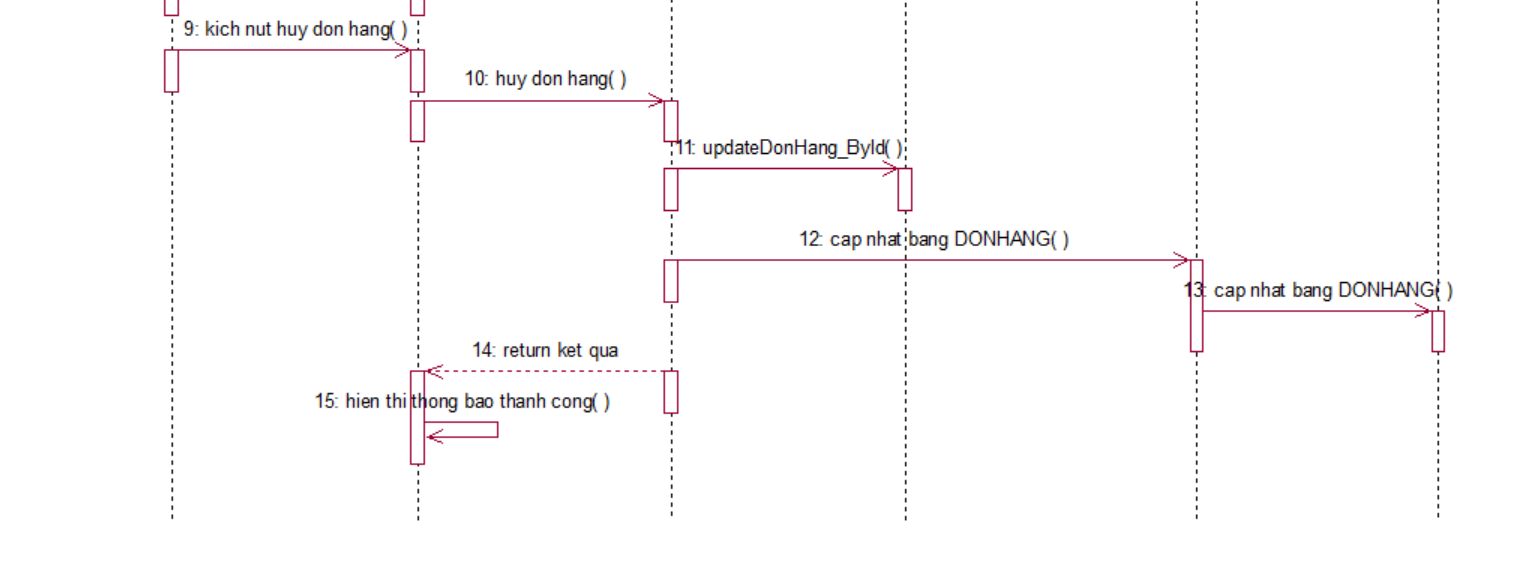 9: kich nut huy don hang( )
10: huy don hang( )
11: updateDonHang_ById( )
12: cap nhat bang DONHANG( )
13: cap nhat bang DONHANG( )
14: return ket qua
15: hien thi thong bao thanh cong( )